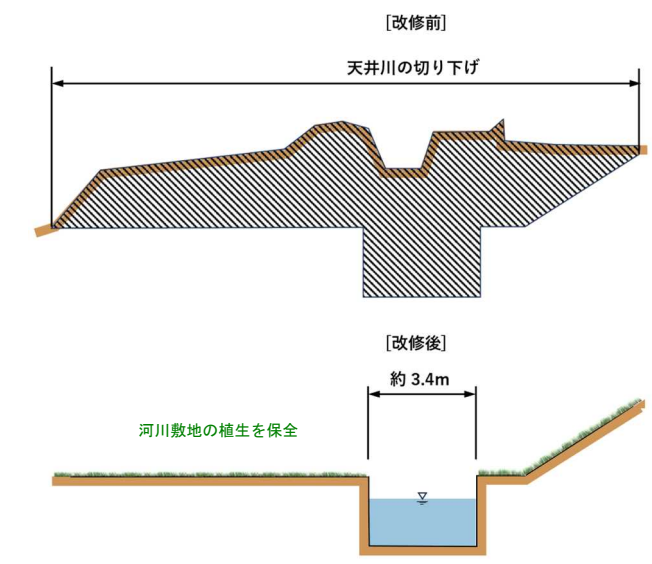 [改修前]
天井川の切り下げ
[改修後]
約 3.4m
河川敷地の植生を保全